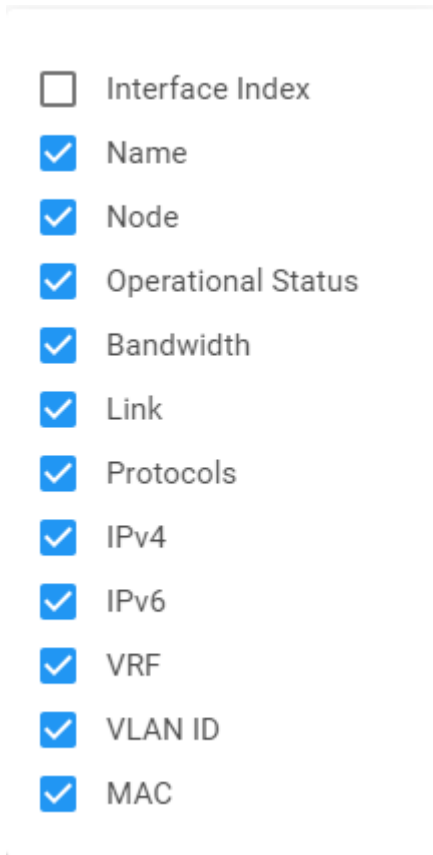 Interface Index
Name
Node
Operational Status
Bandwidth
Link
Protocols
IPv4
IPv6
VRF
VLAN ID
MAC